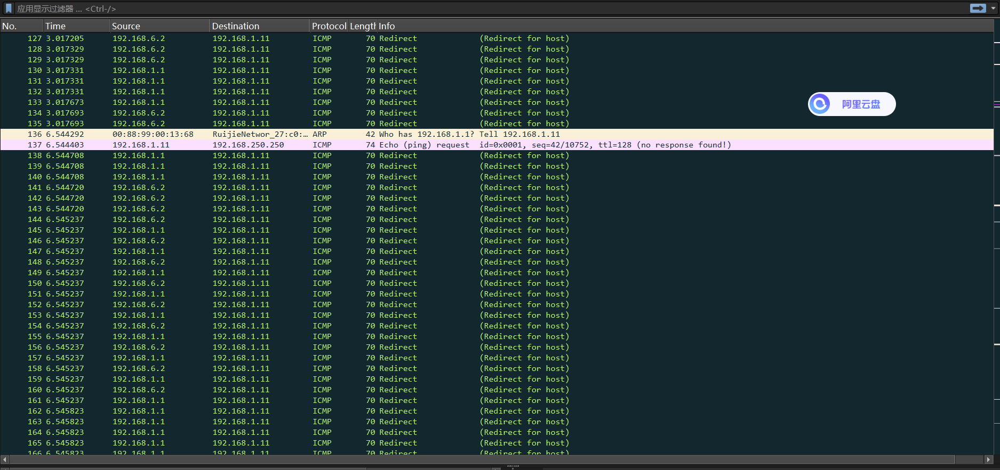 应用显示过滤器 … <Ctrl-/>
No. Time Source Destination Protocol Length Info
127 3.017205 192.168.6.2 192.168.1.11 ICMP 70 Redirect (Redirect for host)
128 3.017329 192.168.6.2 192.168.1.11 ICMP 70 Redirect (Redirect for host)
129 3.017329 192.168.6.2 192.168.1.11 ICMP 70 Redirect (Redirect for host)
130 3.017331 192.168.1.1 192.168.1.11 ICMP 70 Redirect (Redirect for host)
131 3.017331 192.168.1.1 192.168.1.11 ICMP 70 Redirect (Redirect for host)
132 3.017331 192.168.1.1 192.168.1.11 ICMP 70 Redirect (Redirect for host)
133 3.017673 192.168.1.1 192.168.1.11 ICMP 70 Redirect (Redirect for host)
阿里云盘
134 3.017693 192.168.6.2 192.168.1.11 ICMP 70 Redirect (Redirect for host)
135 3.017693 192.168.6.2 192.168.1.11 ICMP 70 Redirect (Redirect for host)
136 6.544292 00:88:99:00:13:68 RuijieNetwor_27:c0:… ARP 42 Who has 192.168.1.1? Tell 192.168.1.11
137 6.544403 192.168.1.11 192.168.250.250 ICMP 74 Echo (ping) request id=0x0001, seq=42/10752, ttl=128 (no response found!)
138 6.544708 192.168.1.1 192.168.1.11 ICMP 70 Redirect (Redirect for host)
139 6.544708 192.168.1.1 192.168.1.11 ICMP 70 Redirect (Redirect for host)
140 6.544708 192.168.1.1 192.168.1.11 ICMP 70 Redirect (Redirect for host)
141 6.544720 192.168.6.2 192.168.1.11 ICMP 70 Redirect (Redirect for host)
142 6.544720 192.168.6.2 192.168.1.11 ICMP 70 Redirect (Redirect for host)
143 6.544720 192.168.6.2 192.168.1.11 ICMP 70 Redirect (Redirect for host)
144 6.545237 192.168.6.2 192.168.1.11 ICMP 70 Redirect (Redirect for host)
145 6.545237 192.168.1.1 192.168.1.11 ICMP 70 Redirect (Redirect for host)
146 6.545237 192.168.6.2 192.168.1.11 ICMP 70 Redirect (Redirect for host)
147 6.545237 192.168.1.1 192.168.1.11 ICMP 70 Redirect (Redirect for host)
148 6.545237 192.168.6.2 192.168.1.11 ICMP 70 Redirect (Redirect for host)
149 6.545237 192.168.1.1 192.168.1.11 ICMP 70 Redirect (Redirect for host)
150 6.545237 192.168.6.2 192.168.1.11 ICMP 70 Redirect (Redirect for host)
151 6.545237 192.168.1.1 192.168.1.11 ICMP 70 Redirect (Redirect for host)
152 6.545237 192.168.6.2 192.168.1.11 ICMP 70 Redirect (Redirect for host)
153 6.545237 192.168.1.1 192.168.1.11 ICMP 70 Redirect (Redirect for host)
154 6.545237 192.168.6.2 192.168.1.11 ICMP 70 Redirect (Redirect for host)
155 6.545237 192.168.1.1 192.168.1.11 ICMP 70 Redirect (Redirect for host)
156 6.545237 192.168.6.2 192.168.1.11 ICMP 70 Redirect (Redirect for host)
157 6.545237 192.168.1.1 192.168.1.11 ICMP 70 Redirect (Redirect for host)
158 6.545237 192.168.6.2 192.168.1.11 ICMP 70 Redirect (Redirect for host)
159 6.545237 192.168.1.1 192.168.1.11 ICMP 70 Redirect (Redirect for host)
160 6.545237 192.168.6.2 192.168.1.11 ICMP 70 Redirect (Redirect for host)
161 6.545237 192.168.1.1 192.168.1.11 ICMP 70 Redirect (Redirect for host)
162 6.545823 192.168.1.1 192.168.1.11 ICMP 70 Redirect (Redirect for host)
163 6.545823 192.168.1.1 192.168.1.11 ICMP 70 Redirect (Redirect for host)
164 6.545823 192.168.1.1 192.168.1.11 ICMP 70 Redirect (Redirect for host)
165 6.545823 192.168.1.1 192.168.1.11 ICMP 70 Redirect (Redirect for host)
166 6.545823 192.168.1.1 192.168.1.11 ICMP 70 Redirect (Redirect for host)